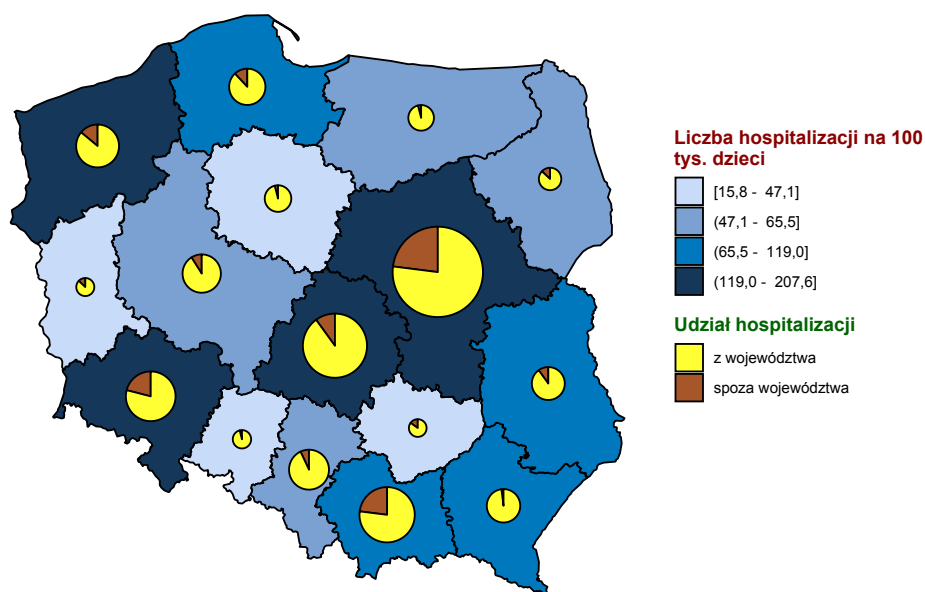 Liczba hospitalizacji na 100
tys. dzieci
[15,8 - 47,1]
(47,1 - 65,5]
(65,5 - 119,0]
(119,0 - 207,6]
Udział hospitalizacji
z województwa
spoza województwa